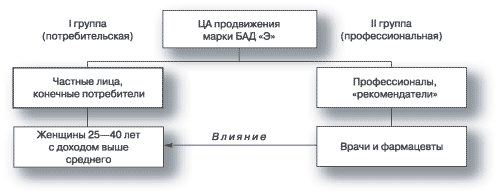 I группа
(потребительская)
ЦА продвижения
марки БАД «Э»
II группа
(профессиональная)
Частные лица,
конечные потребители
Профессионалы,
«рекомендатели»
Женщины 25—40 лет
с доходом выше
среднего
Влияние
Врачи и фармацевты